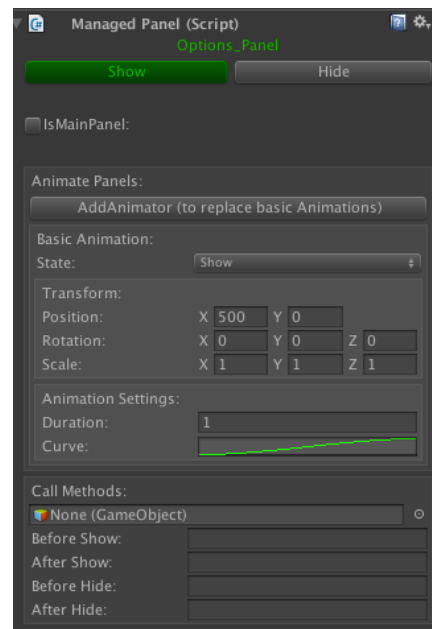 Managed Panel (Script)
Options_Panel
Show Hide
IsMainPanel:
Animate Panels:
AddAnimator (to replace basic Animations)
Basic Animation:
State: Show
Transform:
Position: X 500 Y 0
Rotation: X 0 Y 0 Z 0
Scale: X 1 Y 1 Z 1
Animation Settings:
Duration: 1
Curve:
Call Methods:
None (GameObject)
Before Show:
After Show:
Before Hide:
After Hide: